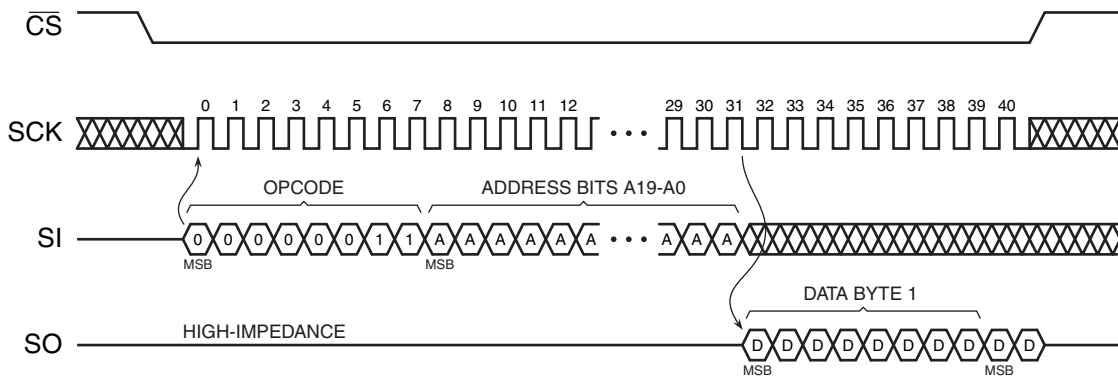 CS
0 1 2 3 4 5 6 7 8 9 10 11 12 29 30 31 32 33 34 35 36 37 38 39 40
SCK
OPCODE ADDRESS BITS A19-A0
SI 0 0 0 0 0 0 1 1 A A A A A A A A A
MSB MSB
DATA BYTE 1
HIGH-IMPEDANCE
SO D D D D D D D D D D
MSB MSB